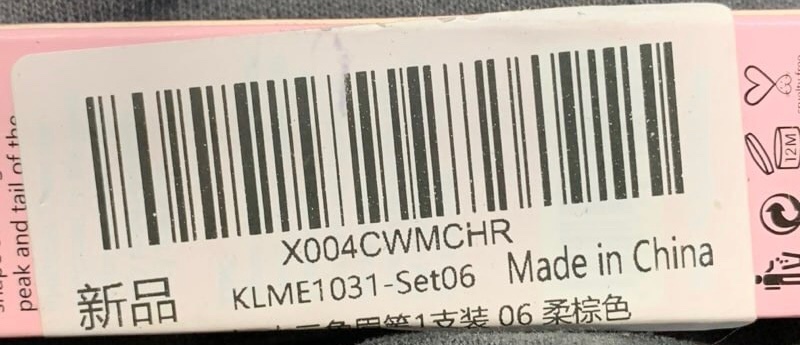 X004CWMCHR
新品
KLME1031-Set06
Made in China
1支装 06 柔棕色
peak and tail of the
12M